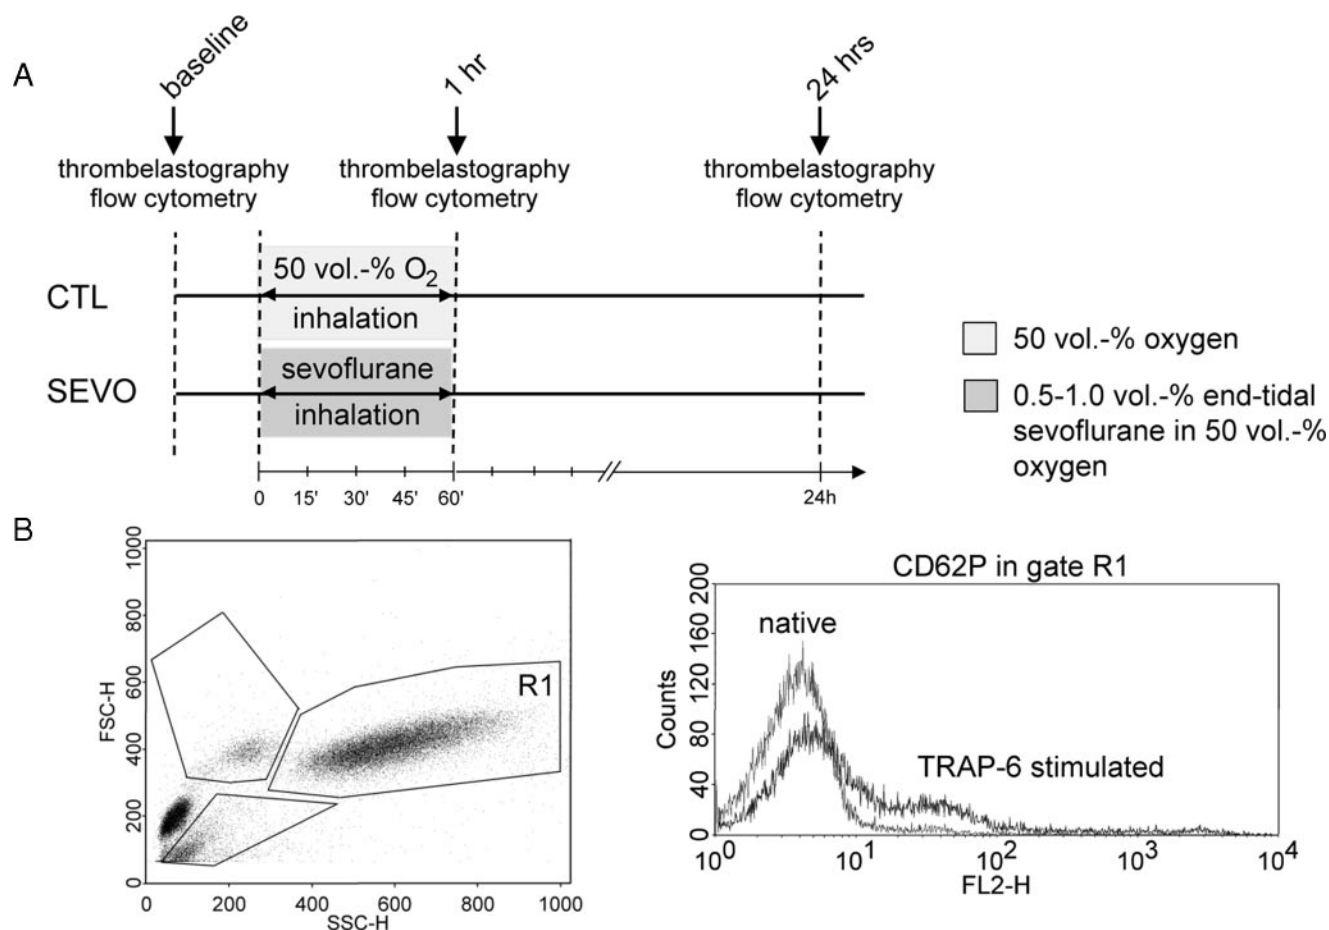 A
baseline
1 hr
24 hrs
thrombelastography
flow cytometry
thrombelastography
flow cytometry
thrombelastography
flow cytometry
CTL
50 vol.-% O2
inhalation
SEVO
sevoflurane
inhalation
50 vol.-% oxygen
0.5-1.0 vol.-% end-tidal
sevoflurane in 50 vol.-%
oxygen
0 15' 30' 45' 60' 24h
B
FSC-H
1000
800
600
400
200
0
R1
0 200 400 600 800 1000
SSC-H
CD62P in gate R1
Counts
200
160
120
80
40
0
native
TRAP-6 stimulated
10^0 10^1 10^2 10^3 10^4
FL2-H